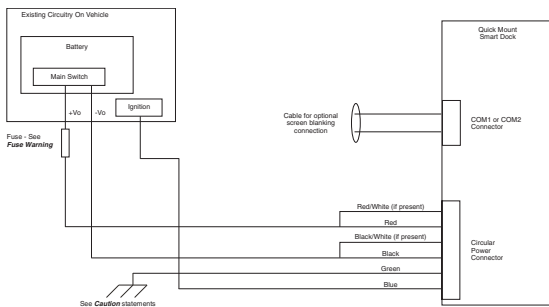 Existing Circuitry On Vehicle
Battery
Main Switch
+Vo
-Vo
Ignition
Fuse - See
Fuse Warning
Quick Mount
Smart Dock
Cable for optional
screen blanking
connection
COM1 or COM2
Connector
Red/White (if present)
Red
Black/White (if present)
Black
Green
Blue
Circular
Power
Connector
See Caution statements